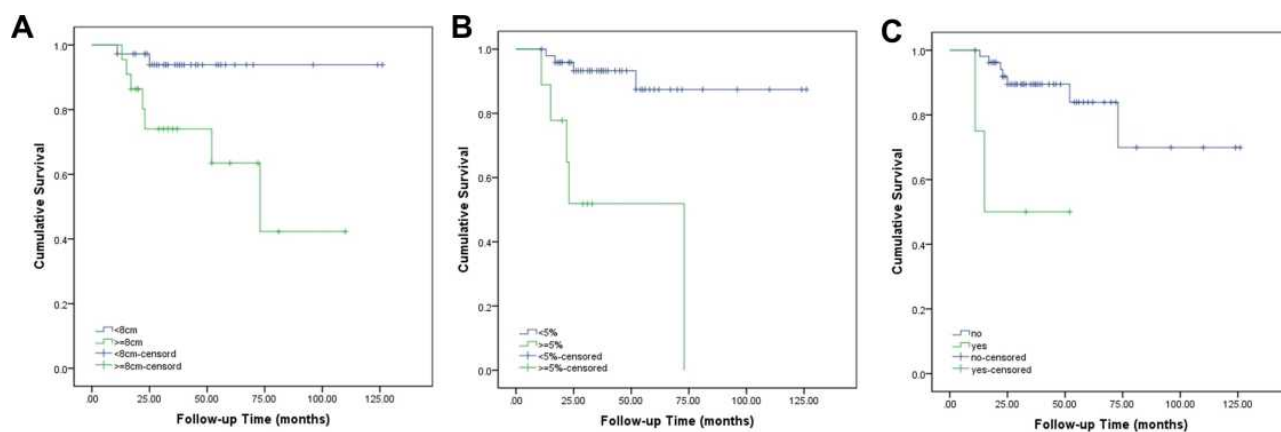 A
Cumulative Survival
1.0
0.8
0.6
0.4
0.2
0.0
<8cm
>=8cm
<8cm-censord
>=8cm-censord
.00 25.00 50.00 75.00 100.00 125.00
Follow-up Time (months)
B
Cumulative Survival
1.0
0.8
0.6
0.4
0.2
0.0
<5%
>=5%
<5%-censored
>=5%-censored
.00 25.00 50.00 75.00 100.00 125.00
Follow-up Time (months)
C
Cumulative Survival
1.0
0.8
0.6
0.4
0.2
0.0
no
yes
no-censored
yes-censored
.00 25.00 50.00 75.00 100.00 125.00
Follow-up Time (months)